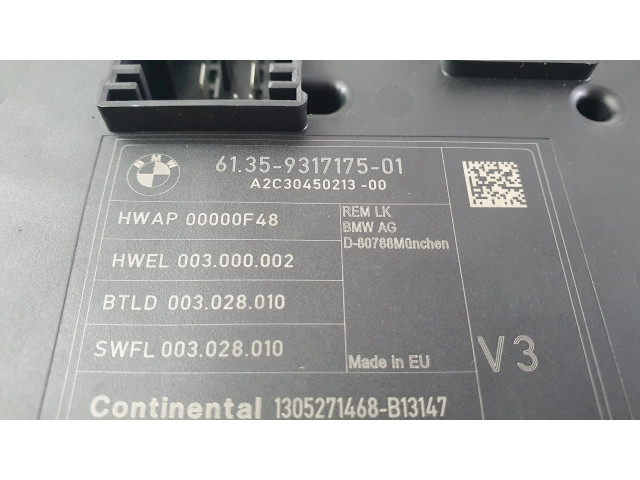 BMW
61.35-9317175-01
A2C30450213-00
HWAP 00000F48
REM LK
BMW AG
D-80788München
HWEL 003.000.002
BTLD 003.028.010
SWFL 003.028.010
Made in EU
V3
Continental 1305271468-B13147